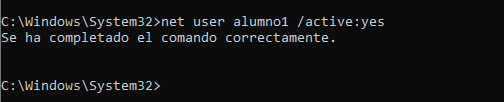 C:\Windows\System32>net user alumno1 /active:yes
Se ha completado el comando correctamente.
C:\Windows\System32>